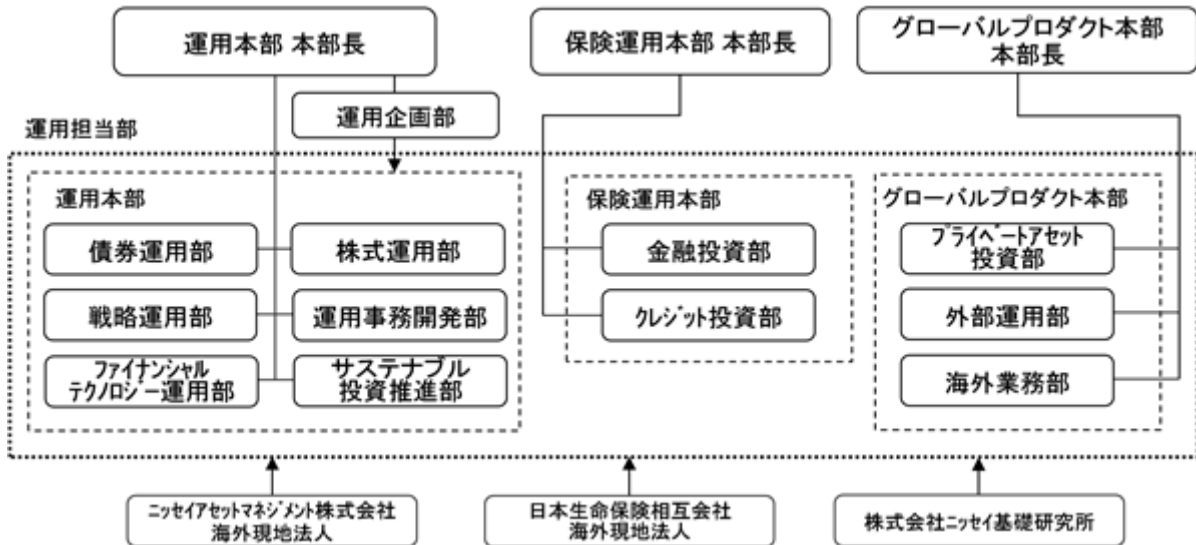 運用本部 本部長
保険運用本部 本部長
グローバルプロダクト本部
本部長
運用企画部
運用担当部
運用本部
債券運用部
株式運用部
戦略運用部
運用事務開発部
ファイナンシャル
テクノロジー運用部
サステナブル
投資推進部
保険運用本部
金融投資部
クレジット投資部
グローバルプロダクト本部
プライベートアセット
投資部
外部運用部
海外業務部
ニッセイアセットマネジメント株式会社
海外現地法人
日本生命保険相互会社
海外現地法人
株式会社ニッセイ基礎研究所